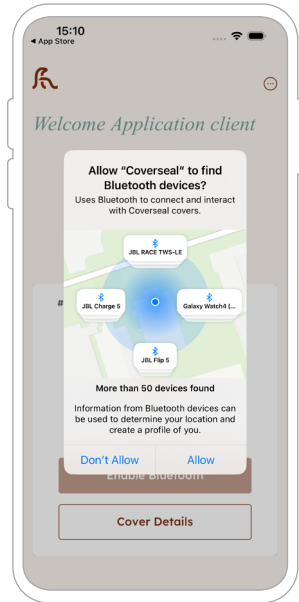 15:10
◀ App Store
Welcome Application client
Allow “Coverseal” to find
Bluetooth devices?
Uses Bluetooth to connect and interact
with Coverseal covers.
JBL RACE TWS-LE
JBL Charge 5
Galaxy Watch4 (...
JBL Flip 5
#
More than 50 devices found
Information from Bluetooth devices can
be used to determine your location and
create a profile of you.
Don't Allow
Allow
Enable Bluetooth
Cover Details